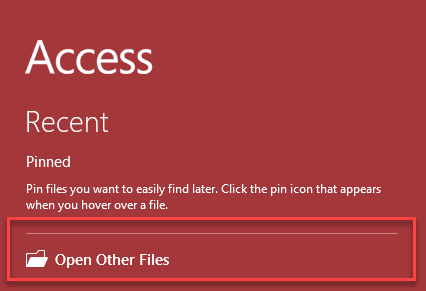 Access
Recent
Pinned
Pin files you want to easily find later. Click the pin icon that appears
when you hover over a file.
Open Other Files